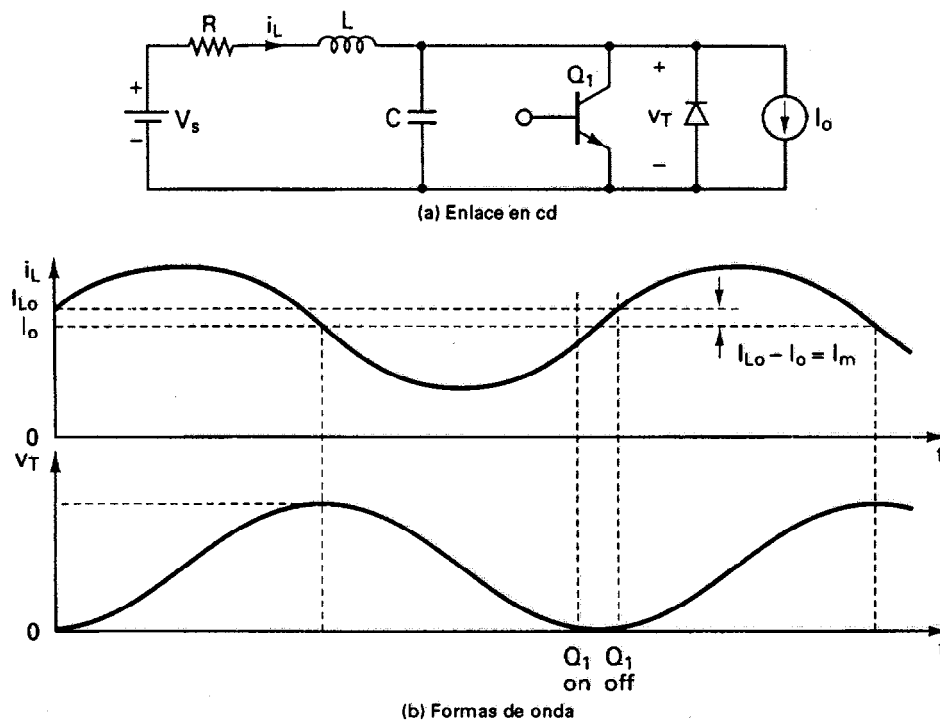 R i_L L
+ V_s −
C
Q_1
+ v_T −
I_o
(a) Enlace en cd
i_L
I_Lo
I_o
I_Lo − I_o = I_m
0
t
v_T
0
t
Q_1 Q_1
on off
(b) Formas de onda